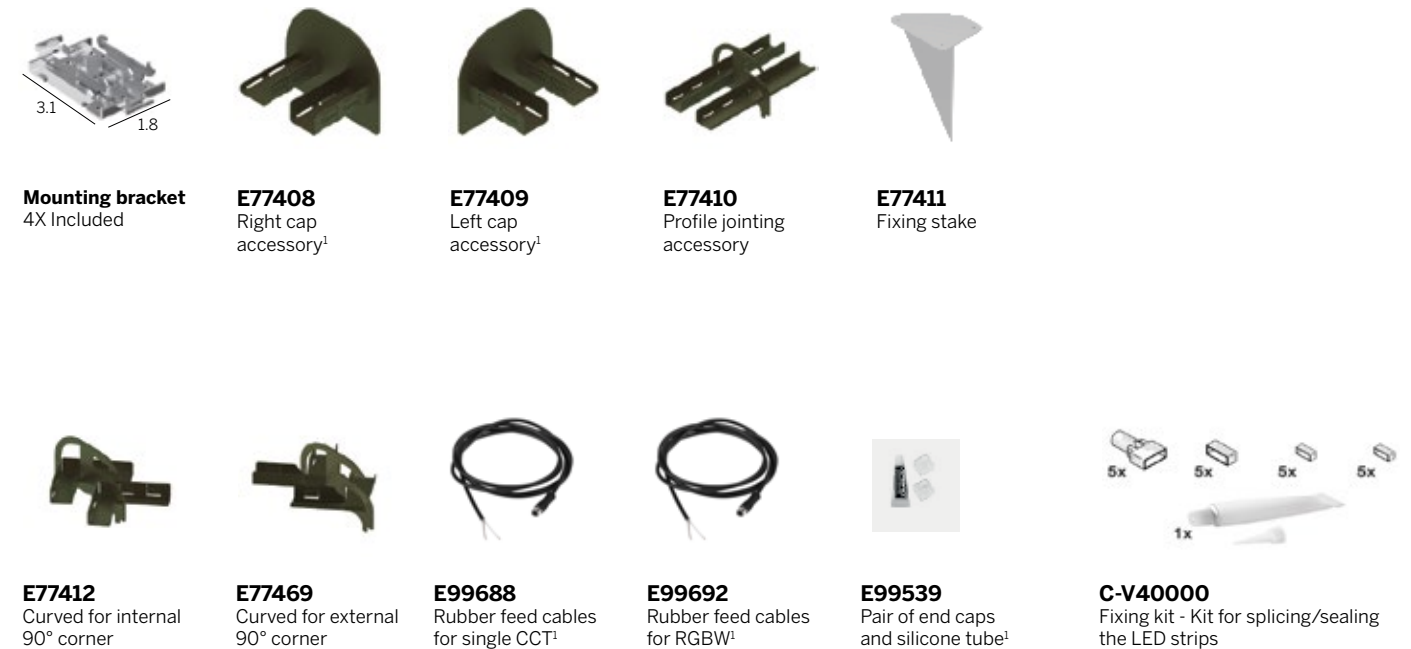 3.1
1.8
Mounting bracket
4X Included
E77408
Right cap
accessory¹
E77409
Left cap
accessory¹
E77410
Profile jointing
accessory
E77411
Fixing stake
5x
5x
5x
5x
1x
E77412
Curved for internal
90° corner
E77469
Curved for external
90° corner
E99688
Rubber feed cables
for single CCT¹
E99692
Rubber feed cables
for RGBW¹
E99539
Pair of end caps
and silicone tube¹
C-V40000
Fixing kit - Kit for splicing/sealing
the LED strips